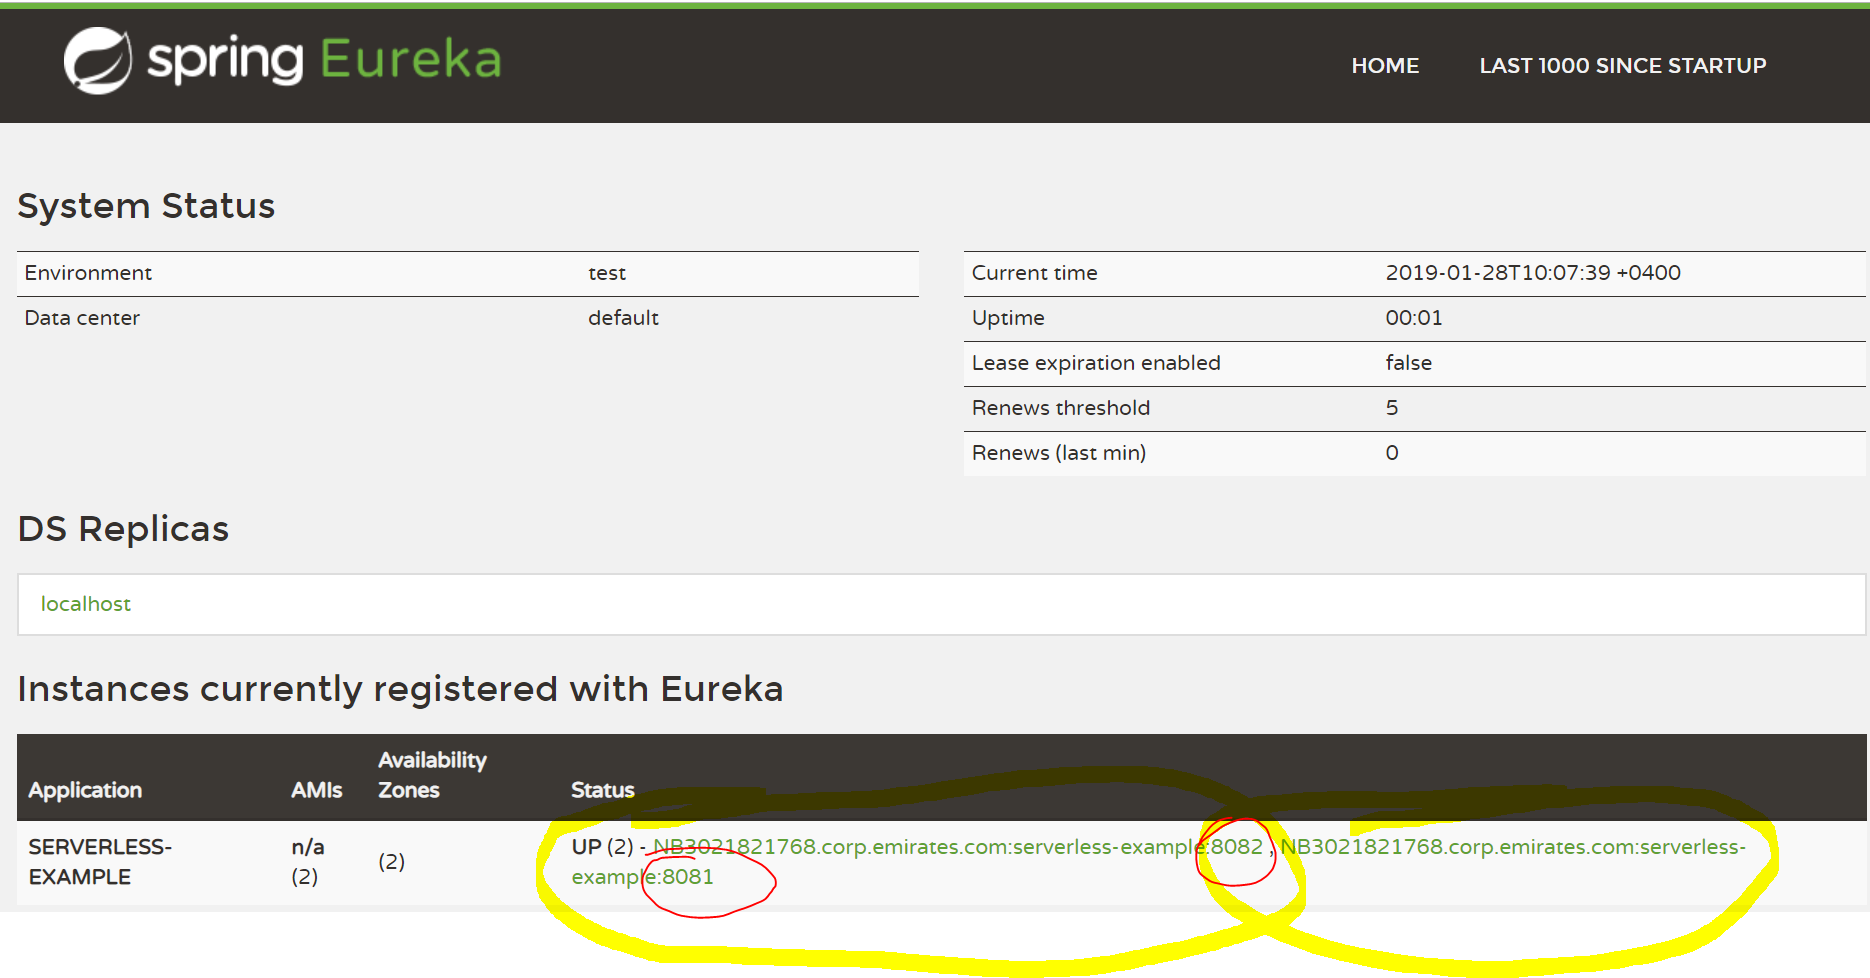 spring Eureka
HOME LAST 1000 SINCE STARTUP
System Status
Environment test
Data center default
Current time 2019-01-28T10:07:39 +0400
Uptime 00:01
Lease expiration enabled false
Renews threshold 5
Renews (last min) 0
DS Replicas
localhost
Instances currently registered with Eureka
Application AMIs Availability Zones Status
SERVERLESS-EXAMPLE n/a (2) (2) UP (2) - NB3021821768.corp.emirates.com:serverless-example:8082 , NB3021821768.corp.emirates.com:serverless-
example:8081